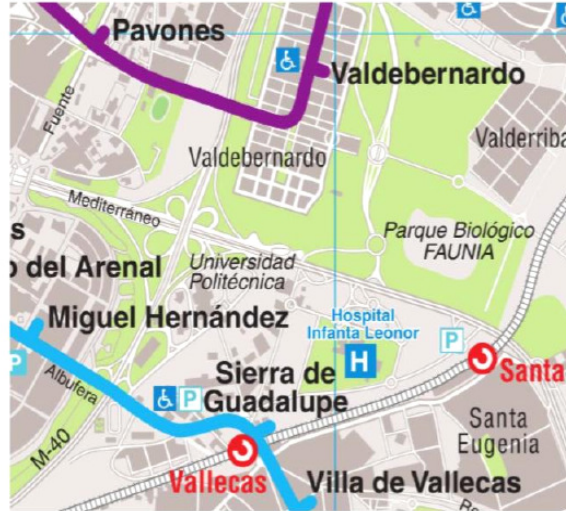 Pavones
Valdebernardo
Fuente
Valdebernardo
Valderriba
Mediterráneo
Parque Biológico
FAUNIA
s
o del Arenal
Universidad
Politécnica
Miguel Hernández
Hospital
Infanta Leonor
H
P
P
Albufera
Sierra de
Guadalupe
P
Santa
M-40
Santa
Eugenia
Vallecas
Villa de Vallecas